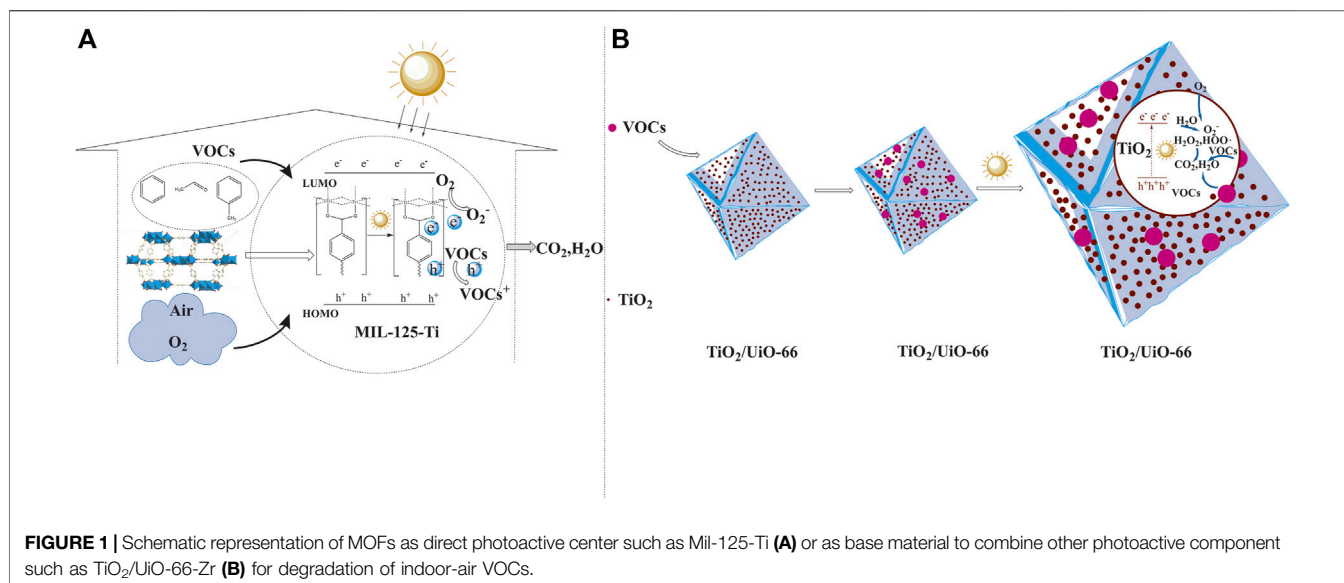 A
VOCs
H₃C
O
CH₃
Air
O₂
e⁻ e⁻ e⁻ e⁻
LUMO
O₂
O₂⁻
e⁻
e⁻
VOCs
h⁺
h⁺
VOCs⁺
h⁺ h⁺ h⁺ h⁺
HOMO
MIL-125-Ti
CO₂,H₂O
B
VOCs
TiO₂
TiO₂/UiO-66
TiO₂/UiO-66
TiO₂/UiO-66
O₂
e⁻ e⁻ e⁻
H₂O
O₂⁻
TiO₂
H₂O₂,HOO·
VOCs
CO₂,H₂O
h⁺h⁺h⁺
VOCs
FIGURE 1 | Schematic representation of MOFs as direct photoactive center such as Mil-125-Ti (A) or as base material to combine other photoactive component
such as TiO₂/UiO-66-Zr (B) for degradation of indoor-air VOCs.